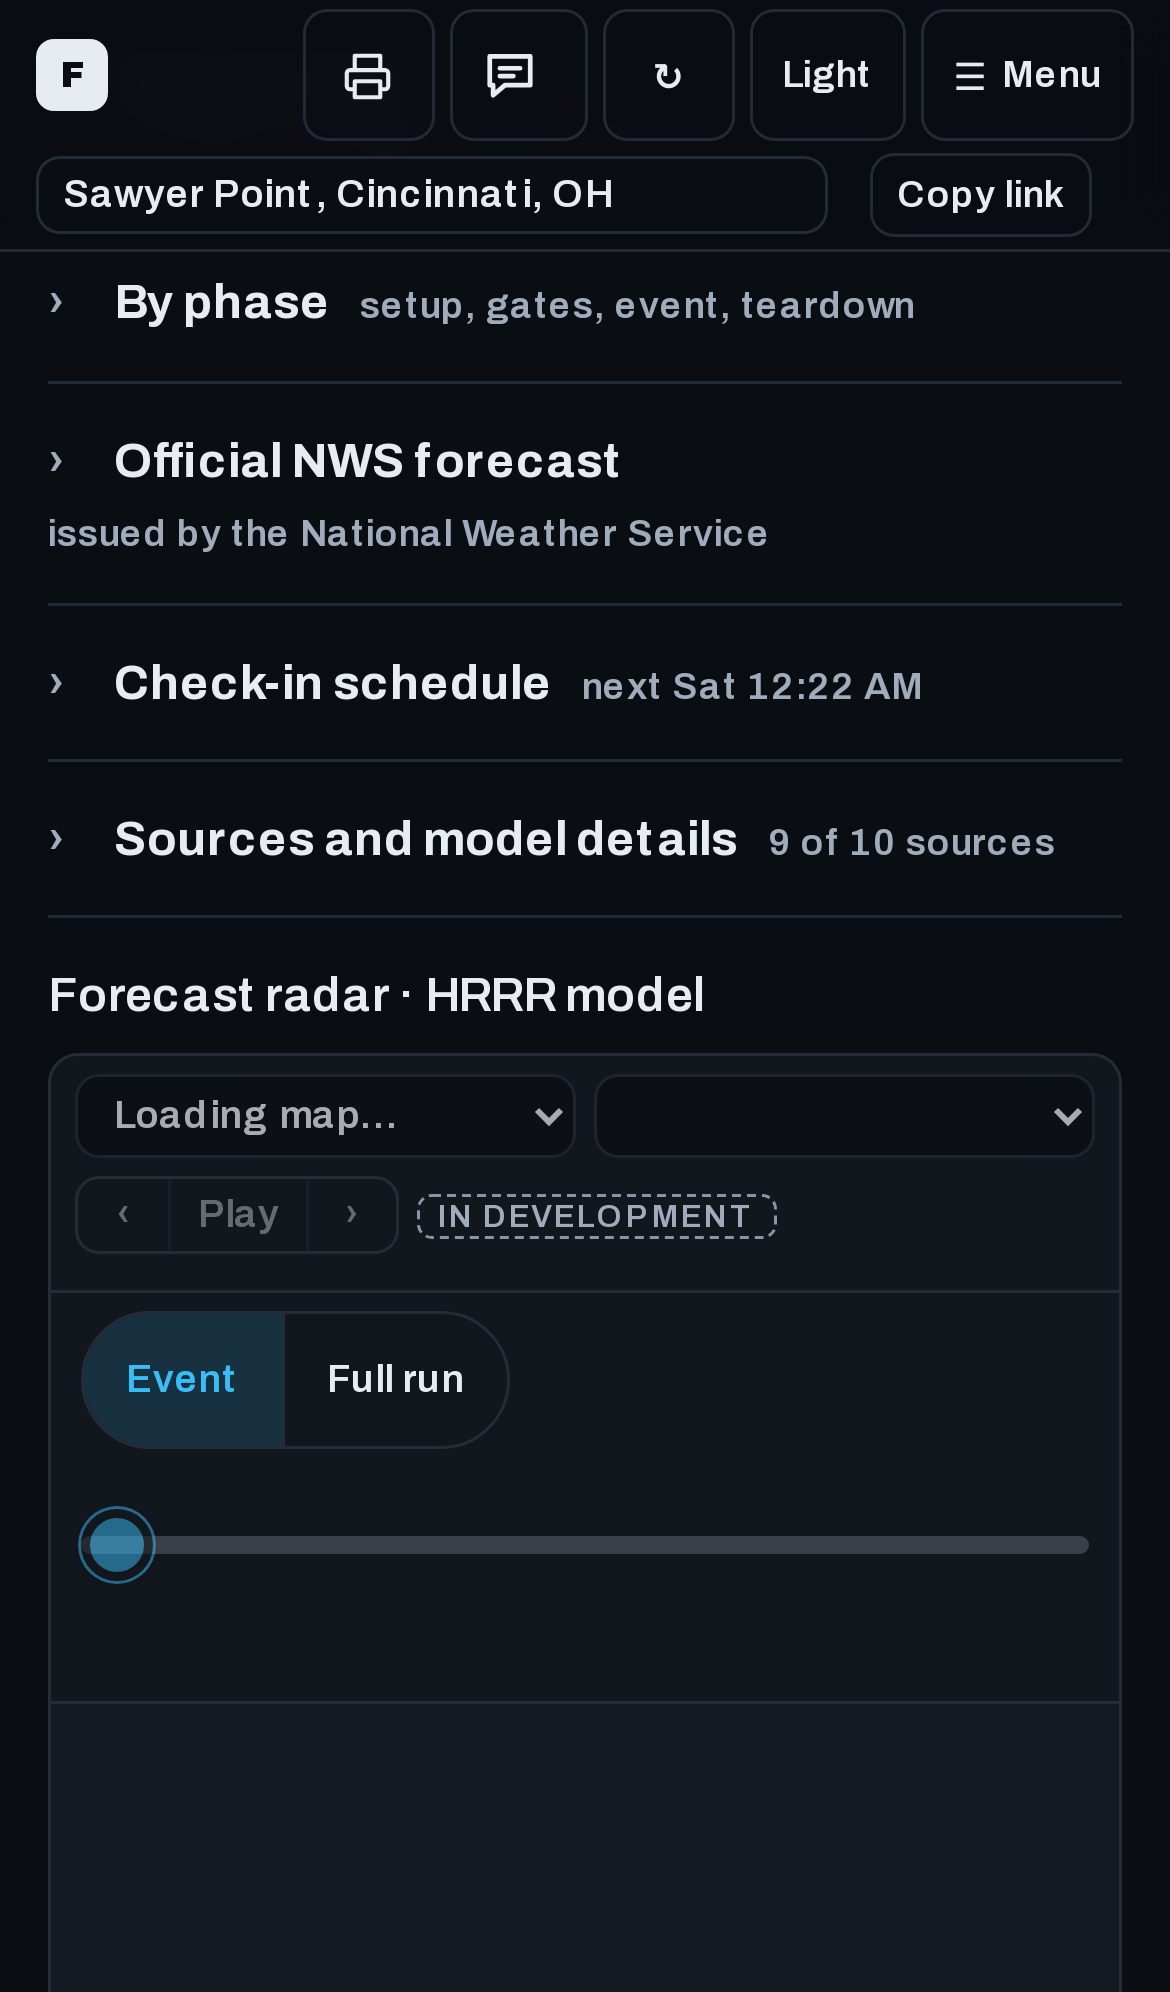 F
Light
Menu
Sawyer Point, Cincinnati, OH
Copy link
By phase setup, gates, event, teardown
Official NWS forecast
issued by the National Weather Service
Check-in schedule next Sat 12:22 AM
Sources and model details 9 of 10 sources
Forecast radar · HRRR model
Loading map...
Play
IN DEVELOPMENT
Event
Full run